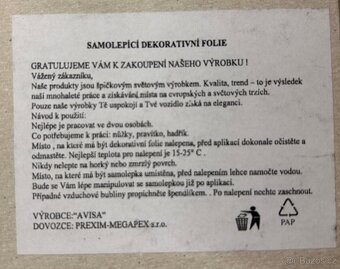 SAMOLEPÍCÍ DEKORATIVNÍ FOLIE
GRATULUJEME VÁM K ZAKOUPENÍ NAŠEHO VÝROBKU !
Vážený zákazníku,
Naše produkty jsou špičkovým světovým výrobkem. Kvalita, trend – to je výsledek
naší mnohaleté práce a získávání místa na evropských a světových trzích.
Pouze naše výrobky Tě uspokojí a Tvé vozidlo získá na eleganci.
Návod k použití:
Nejlépe je pracovat ve dvou osobách.
Co potřebujeme k práci: nůžky, pravítko, hadřík.
Místo , na které má být dekorativní folie nalepena, před aplikací dokonale očistěte a
odmastěte. Nejlepší teplota pro nalepení je 15-25° C .
Nikdy nelepte na horký nebo zmrzlý povrch.
Místo, na které má být samolepka umístěna, před nalepením lehce namočte vodou.
Bude se Vám lépe manipulovat se samolepkou již po aplikaci.
Případné vzduchové bubliny propíchněte špendlíkem. . Po nalepení nechte zaschnout.
VÝROBCE:"AVISA"
DOVOZCE: PREXIM-MEGAPEX s.r.o.
PAP